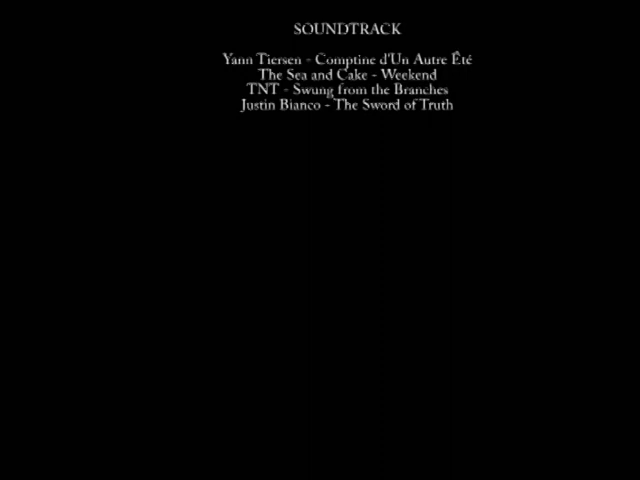 SOUNDTRACK
Yann Tiersen - Comptine d'Un Autre Été
The Sea and Cake - Weekend
TNT - Swung from the Branches
Justin Bianco - The Sword of Truth